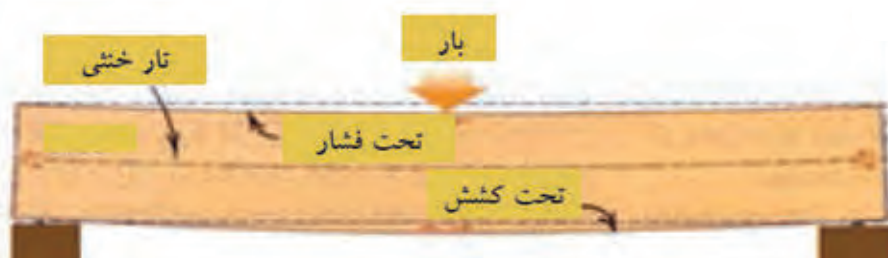 بار
تار خنثی
تحت فشار
تحت کشش